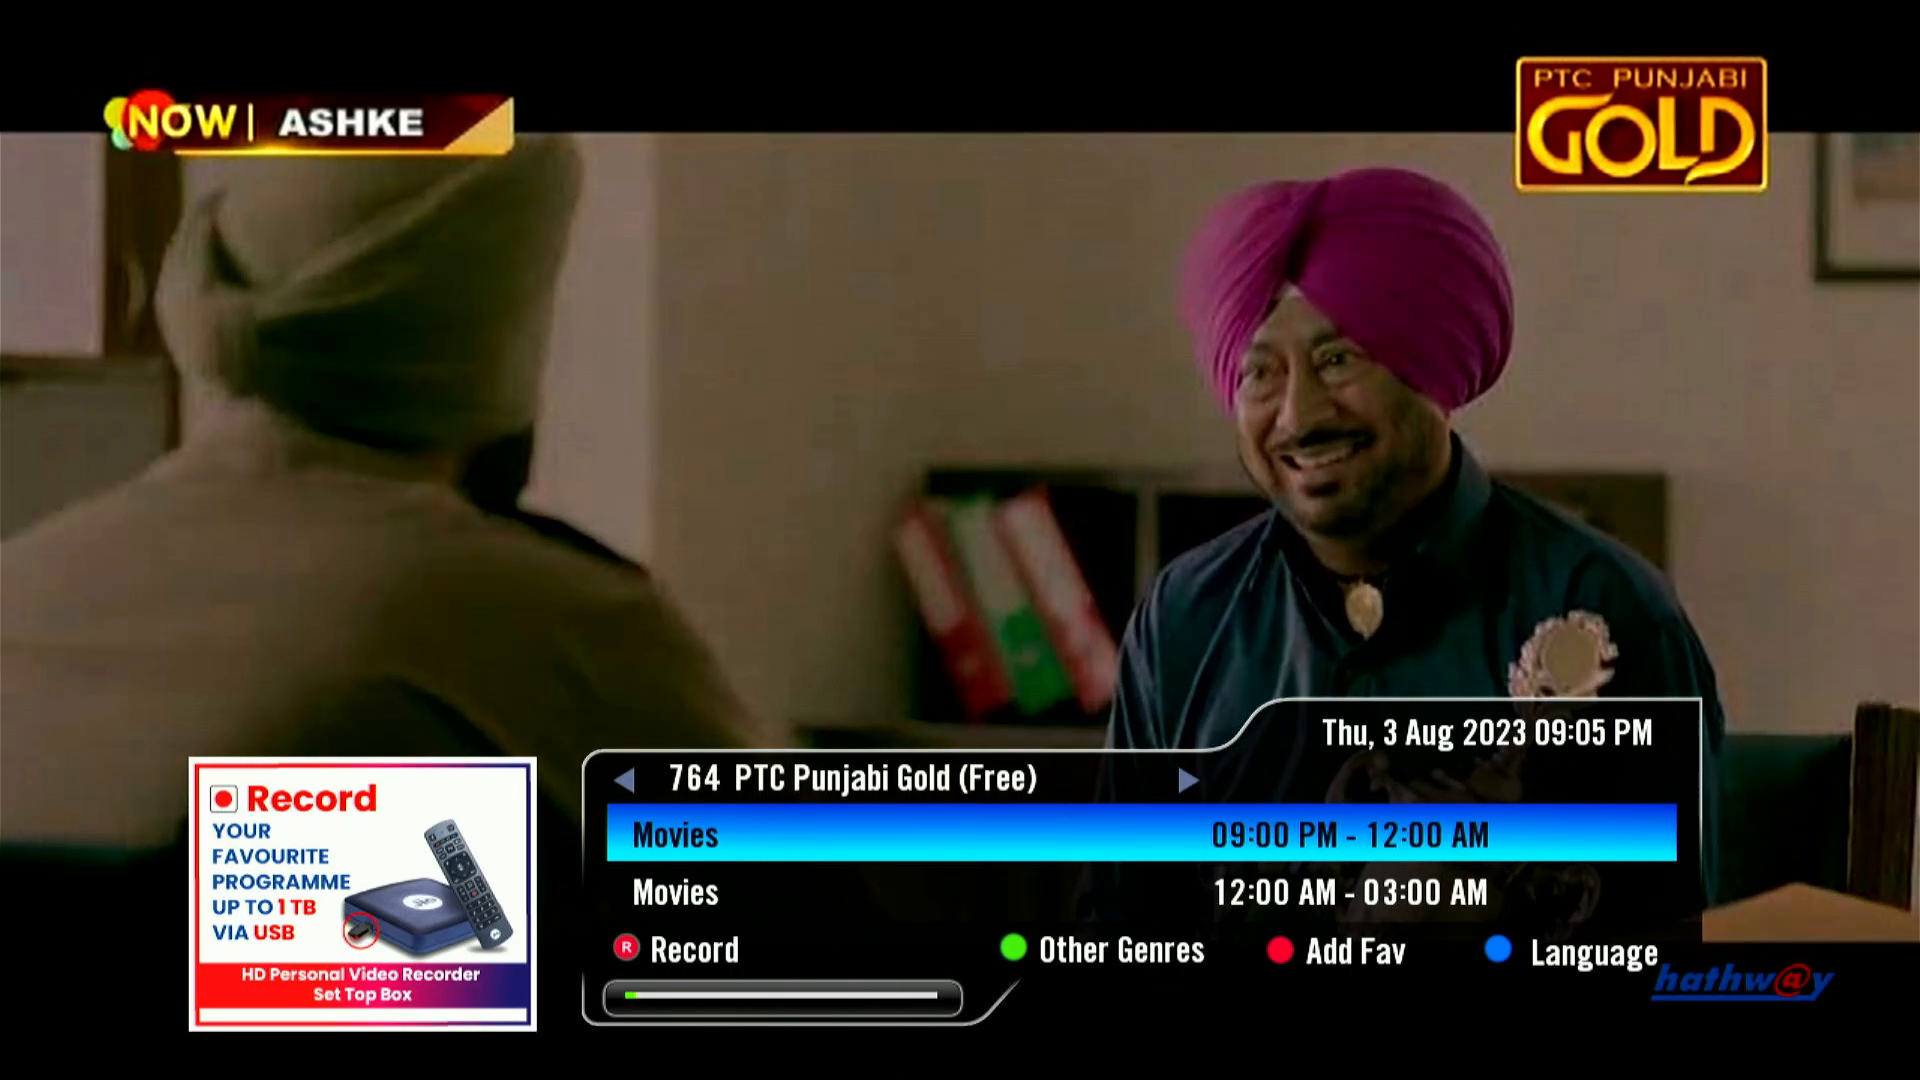 NOW | ASHKE
PTC PUNJABI
GOLD
Thu, 3 Aug 2023 09:05 PM
764 PTC Punjabi Gold (Free)
Movies 09:00 PM - 12:00 AM
Movies 12:00 AM - 03:00 AM
R Record Other Genres Add Fav Language
hathw@y
Record
YOUR
FAVOURITE
PROGRAMME
UP TO 1 TB
VIA USB
Jio
HD Personal Video Recorder
Set Top Box